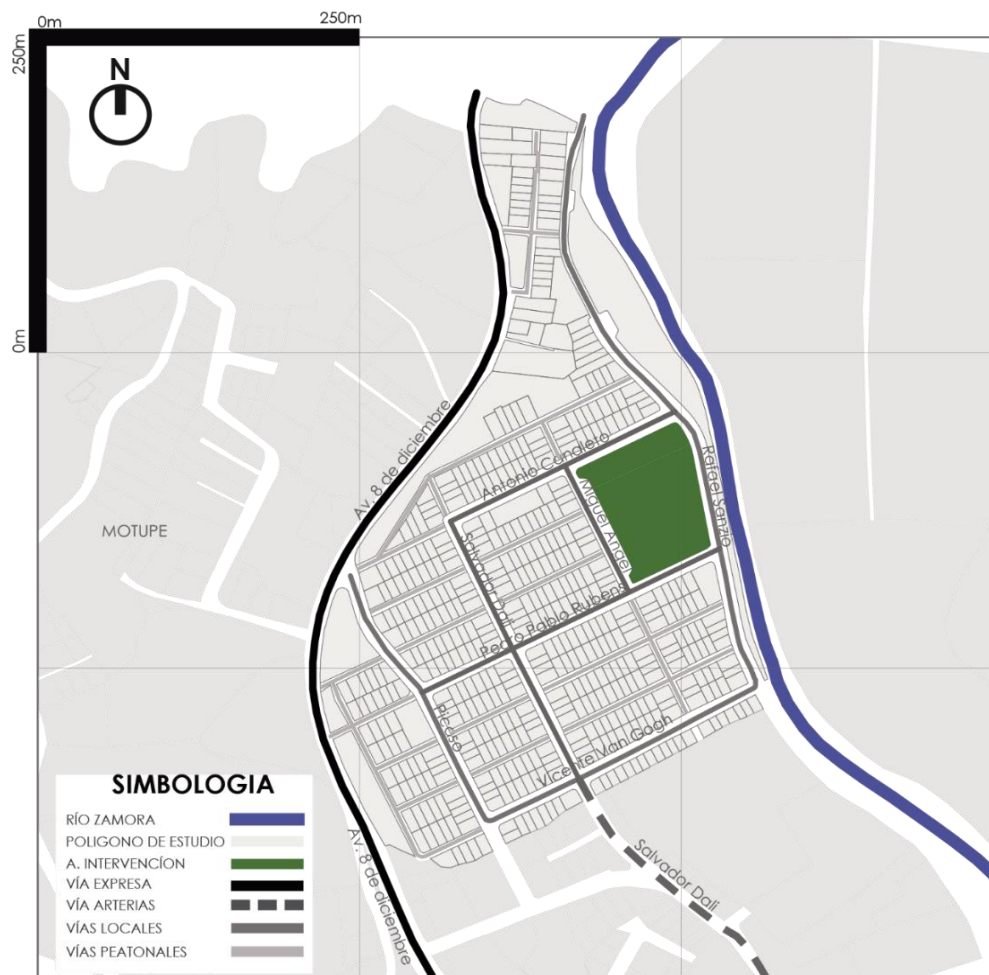 0m
250m
250m
N
0m
Av. 8 de diciembre
Antonio Candiero
Rafael Sanzio
Miguel Angel
MOTUPE
Salvador Dalí
Pedro Pablo Rubens
Picaso
Vicente Van Gogh
SIMBOLOGIA
RÍO ZAMORA
POLIGONO DE ESTUDIO
A. INTERVENCÍON
VÍA EXPRESA
VÍA ARTERIAS
VÍAS LOCALES
VÍAS PEATONALES
Av. 8 de diciembre
Salvador Dalí